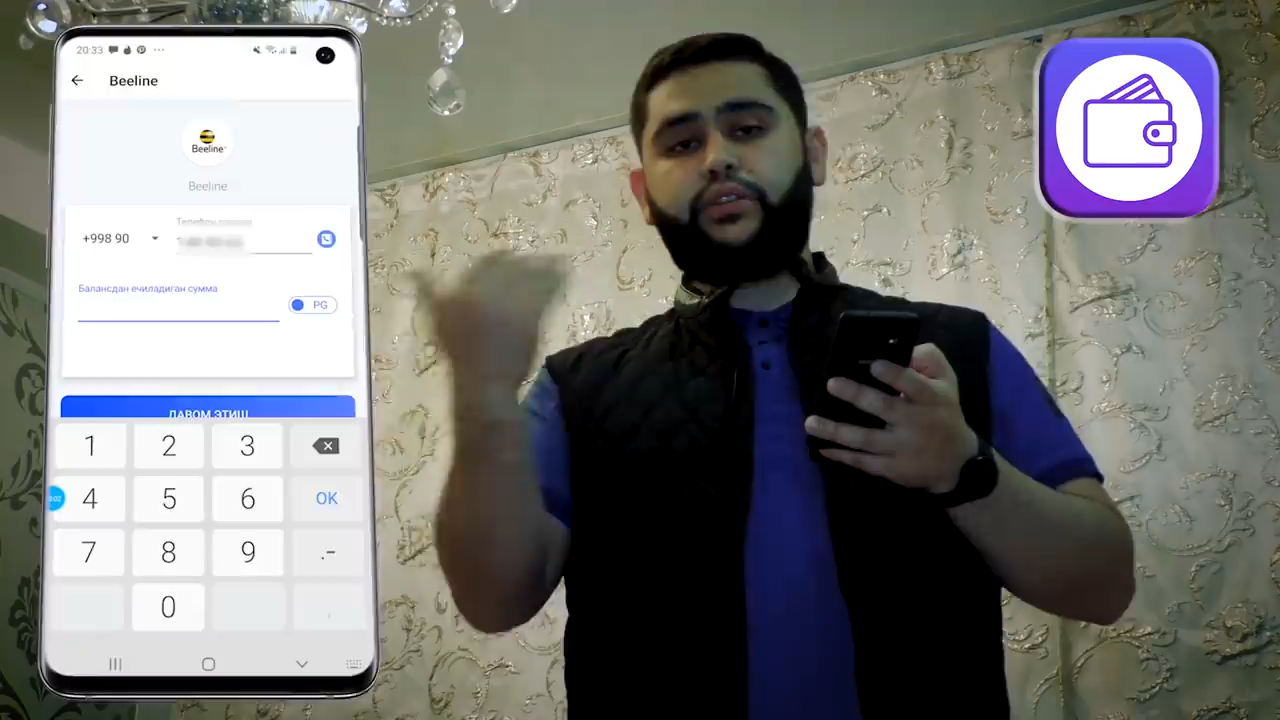 20:33
Beeline
Beeline
Beeline
+998 90
Телефон
Балансдан ечиладиган сумма
PG
ДАВОМ ЭТИШ
1 2 3
4 5 6 OK
7 8 9 .-
0 ,